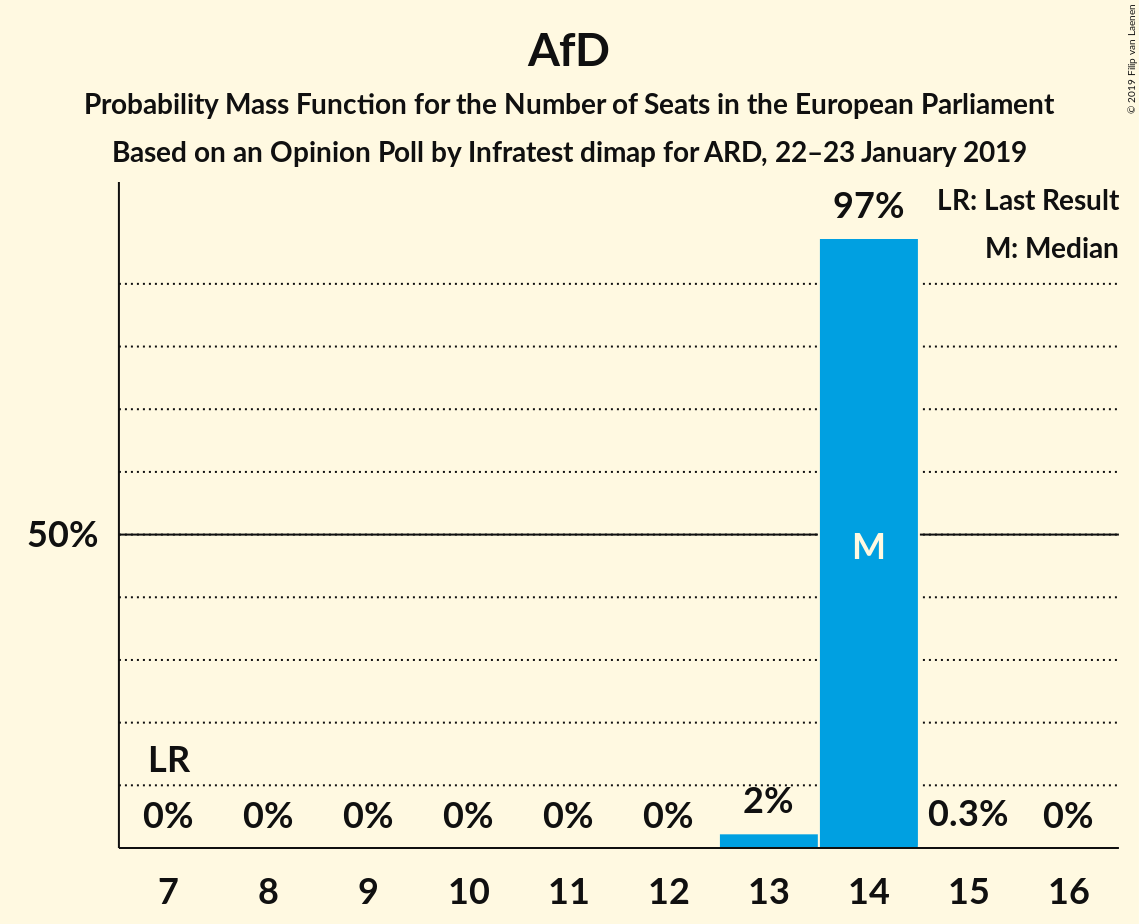 AfD
Probability Mass Function for the Number of Seats in the European Parliament
Based on an Opinion Poll by Infratest dimap for ARD, 22–23 January 2019
© 2019 Filip van Laenen
97%
LR: Last Result
M: Median
50%
M
LR
0%
0%
0%
0%
0%
0%
2%
0.3%
0%
7
8
9
10
11
12
13
14
15
16